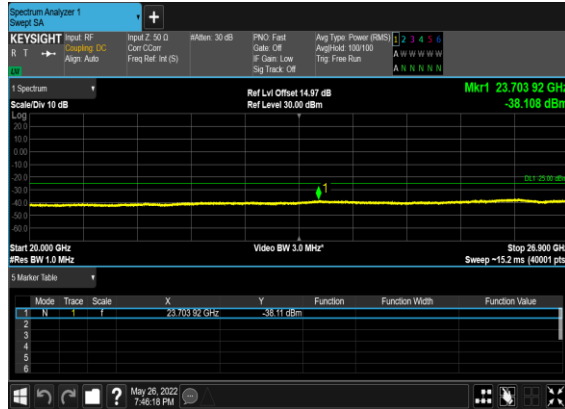 Spectrum Analyzer 1
Swept SA
+
KEYSIGHT Input: RF Input Z: 50 Ω #Atten: 30 dB PNO: Fast Avg Type: Power (RMS) 1 2 3 4 5 6
R T Coupling: DC Corr CCorr Gate: Off Avg|Hold: 100/100 A W W W W W
Align: Auto Freq Ref: Int (S) IF Gain: Low Trig: Free Run
Sig Track: Off A N N N N N
1 Spectrum Ref Lvl Offset 14.97 dB Mkr1 23.703 92 GHz
Scale/Div 10 dB Ref Level 30.00 dBm -38.108 dBm
Log
20.0
10.0
0.00
-10.0
-20.0
DL1 -25.00 dBm
-30.0
1
-40.0
-50.0
-60.0
Start 20.000 GHz Video BW 3.0 MHz* Stop 26.900 GHz
#Res BW 1.0 MHz Sweep ~15.2 ms (40001 pts)
5 Marker Table
Mode Trace Scale X Y Function Function Width Function Value
1 N 1 f 23.703 92 GHz -38.11 dBm
2
3
4
5
6
? May 26, 2022
7:46:18 PM